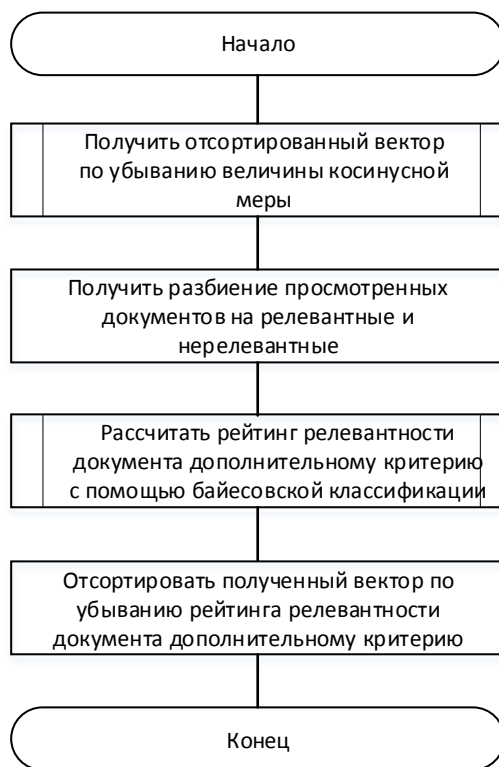 Начало
Получить отсортированный вектор
по убыванию величины косинусной
меры
Получить разбиение просмотренных
документов на релевантные и
нерелевантные
Рассчитать рейтинг релевантности
документа дополнительному критерию
с помощью байесовской классификации
Отсортировать полученный вектор по
убыванию рейтинга релевантности
документа дополнительному критерию
Конец